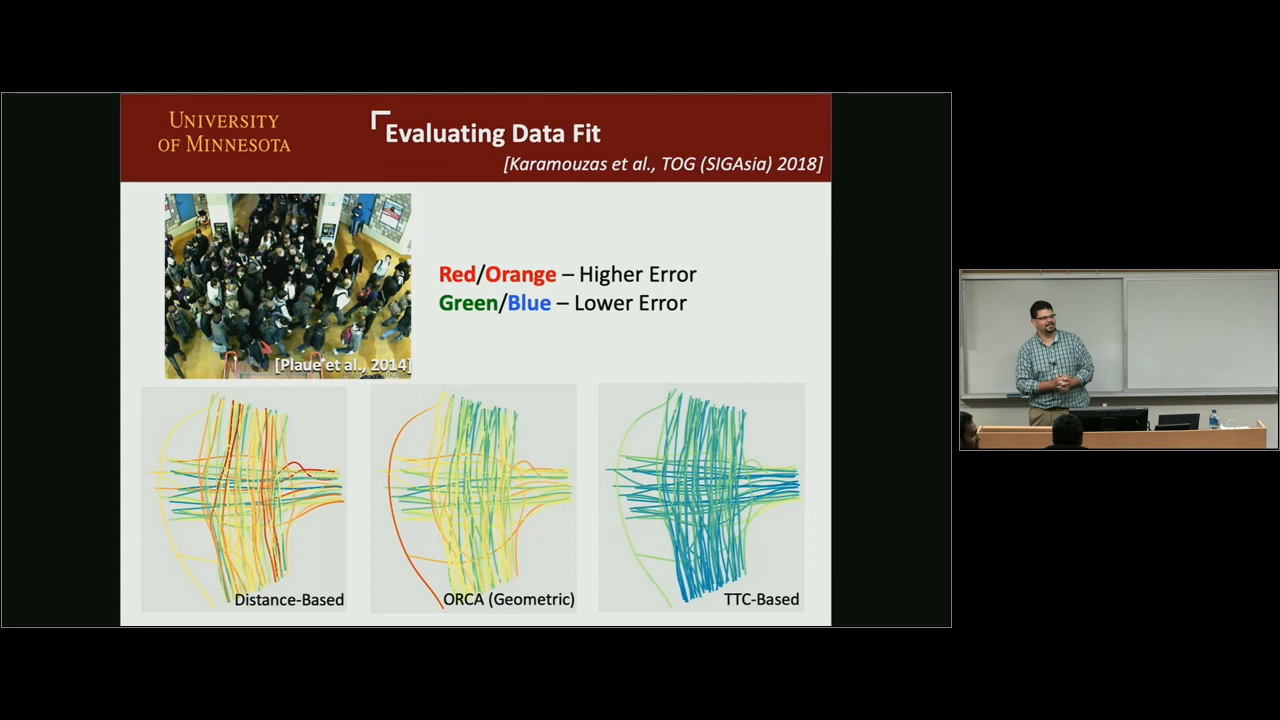 UNIVERSITY
OF MINNESOTA
Evaluating Data Fit
[Karamouzas et al., TOG (SIGAsia) 2018]
Red/Orange – Higher Error
Green/Blue – Lower Error
[Plaue et al., 2014]
Distance-Based
ORCA (Geometric)
TTC-Based